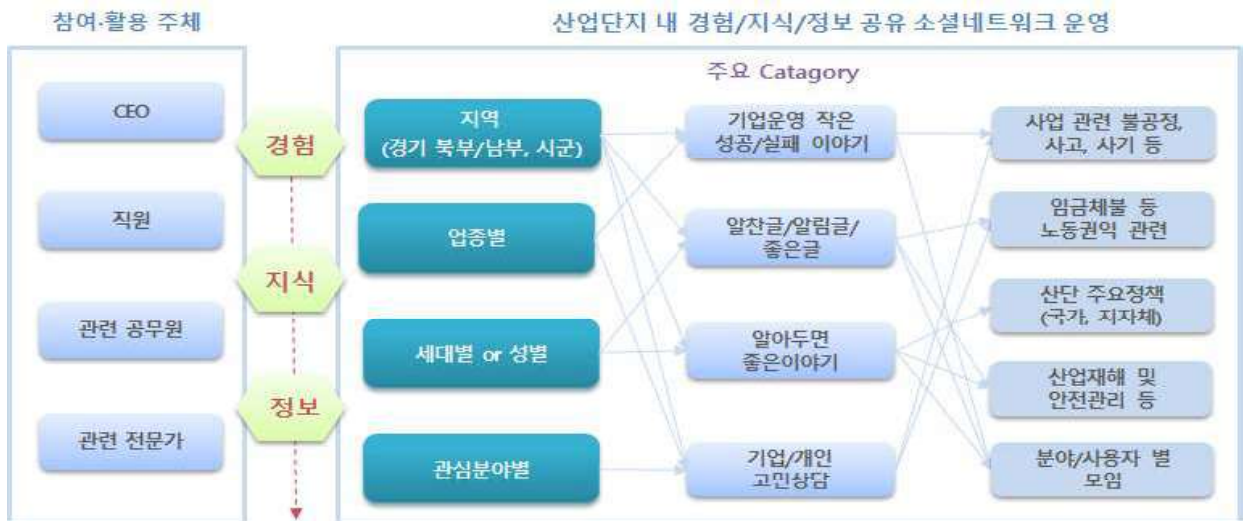 참여·활용 주체
산업단지 내 경험/지식/정보 공유 소셜네트워크 운영
CEO
직원
관련 공무원
관련 전문가
경험
지식
정보
주요 Catagory
지역
(경기 북부/남부, 시군)
업종별
세대별 or 성별
관심분야별
기업운영 작은
성공/실패 이야기
알찬글/알림글/
좋은글
알아두면
좋은이야기
기업/개인
고민상담
사업 관련 불공정,
사고, 사기 등
임금체불 등
노동권익 관련
산단 주요정책
(국가, 지자체)
산업재해 및
안전관리 등
분야/사용자 별
모임